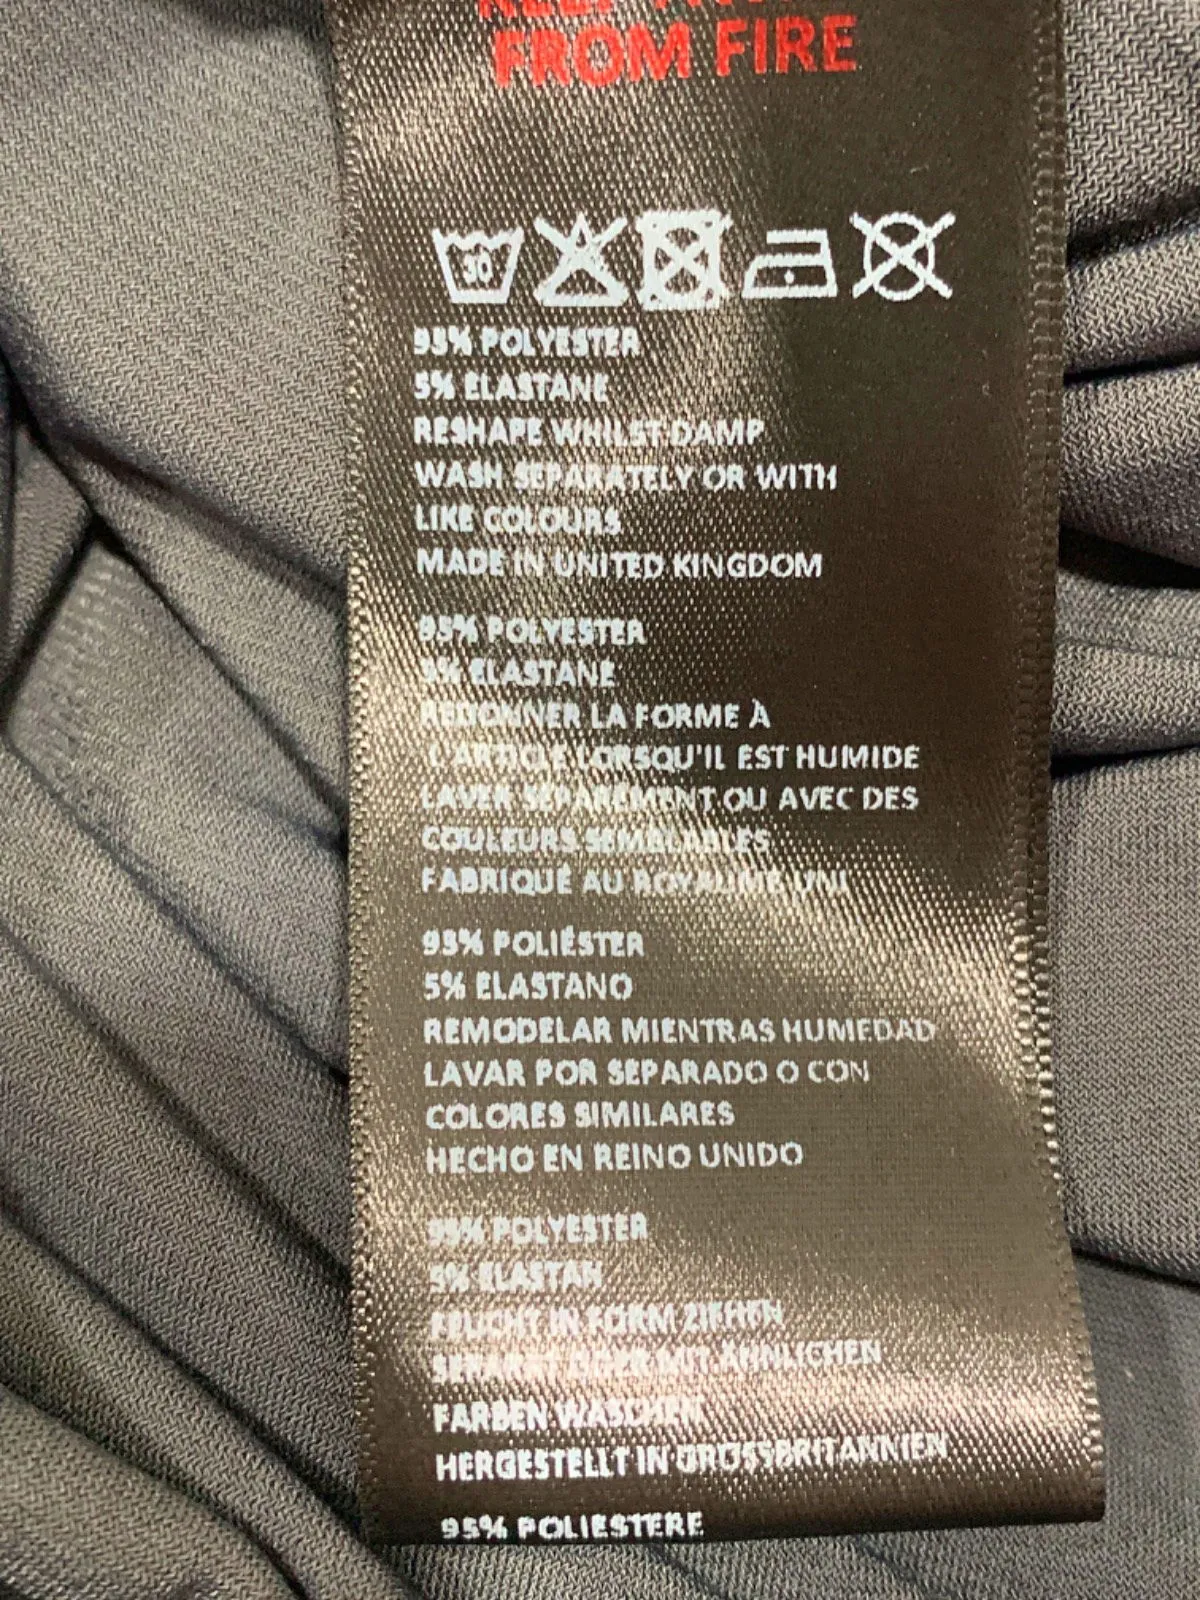 FROM FIRE
30
95% POLYESTER
5% ELASTANE
RESHAPE WHILST DAMP
WASH SEPARATELY OR WITH
LIKE COLOURS
MADE IN UNITED KINGDOM
95% POLYESTER
5% ELASTANE
REDONNER LA FORME À
L'ARTICLE LORSQU'IL EST HUMIDE
LAVER SÉPARÉMENT OU AVEC DES
COULEURS SEMBLABLES
FABRIQUÉ AU ROYAUME UNI
95% POLIÉSTER
5% ELASTANO
REMODELAR MIENTRAS HUMEDAD
LAVAR POR SEPARADO O CON
COLORES SIMILARES
HECHO EN REINO UNIDO
95% POLYESTER
5% ELASTAN
FEUCHT IN FORM ZIEHEN
MIT ÄHNLICHEN
FARBEN WASCHEN
HERGESTELLT IN GROSSBRITANNIEN
95% POLIESTERE